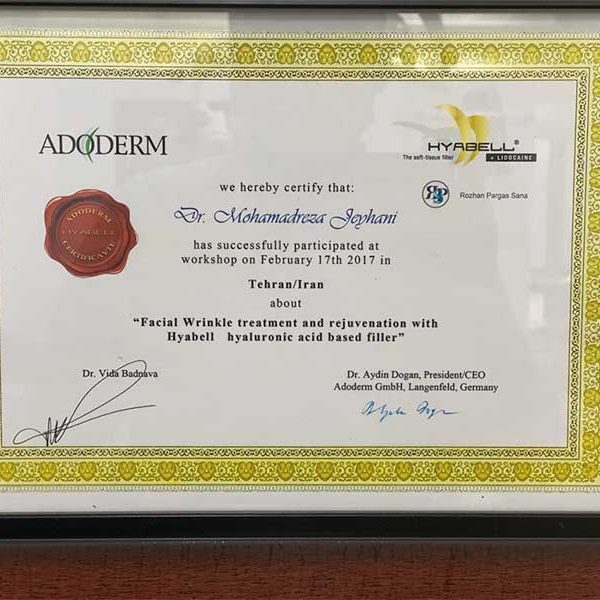 ADODERM
HYABELL®
The soft-tissue filler + LIDOCAINE
Rozhan Pargas Sana
we hereby certify that:
Dr. Mohamadreza Jeyhani
has successfully participated at
workshop on February 17th 2017 in
Tehran/Iran
about
“Facial Wrinkle treatment and rejuvenation with
Hyabell hyaluronic acid based filler”
ADODERM
CERTIFICATE
Dr. Vida Badnava
Dr. Aydin Dogan, President/CEO
Adoderm GmbH, Langenfeld, Germany